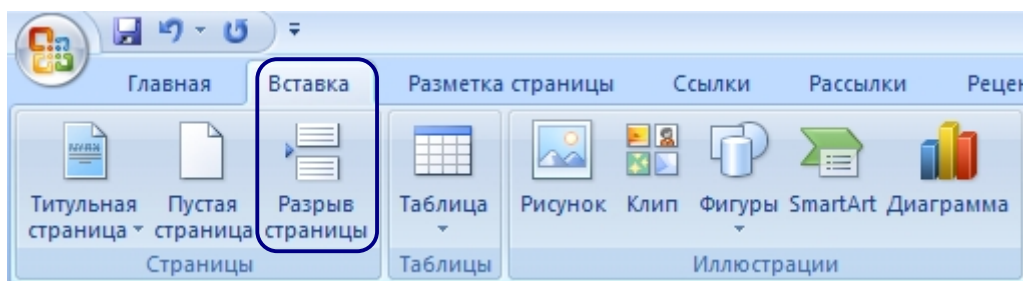 Главная Вставка Разметка страницы Ссылки Рассылки Рецен
Титульная страница
Пустая страница
Разрыв страницы
Таблица
Рисунок
Клип
Фигуры
SmartArt
Диаграмма
Страницы Таблицы Иллюстрации